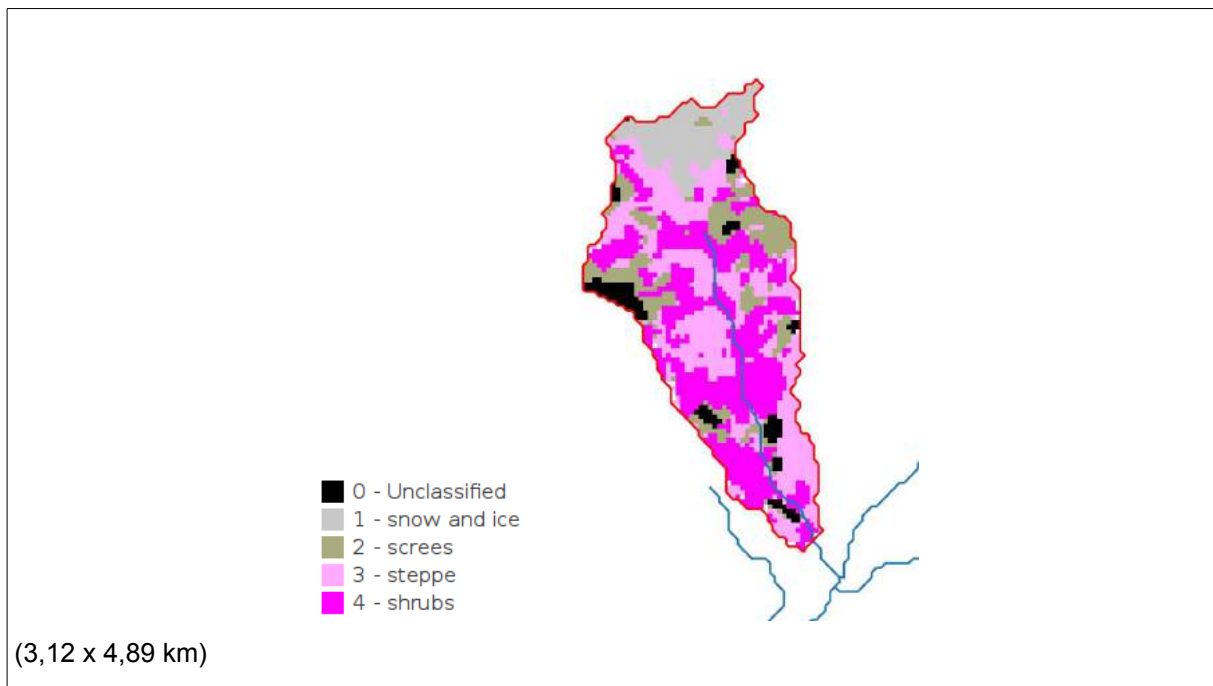 0 - Unclassified
1 - snow and ice
2 - screes
3 - steppe
4 - shrubs
(3,12 x 4,89 km)